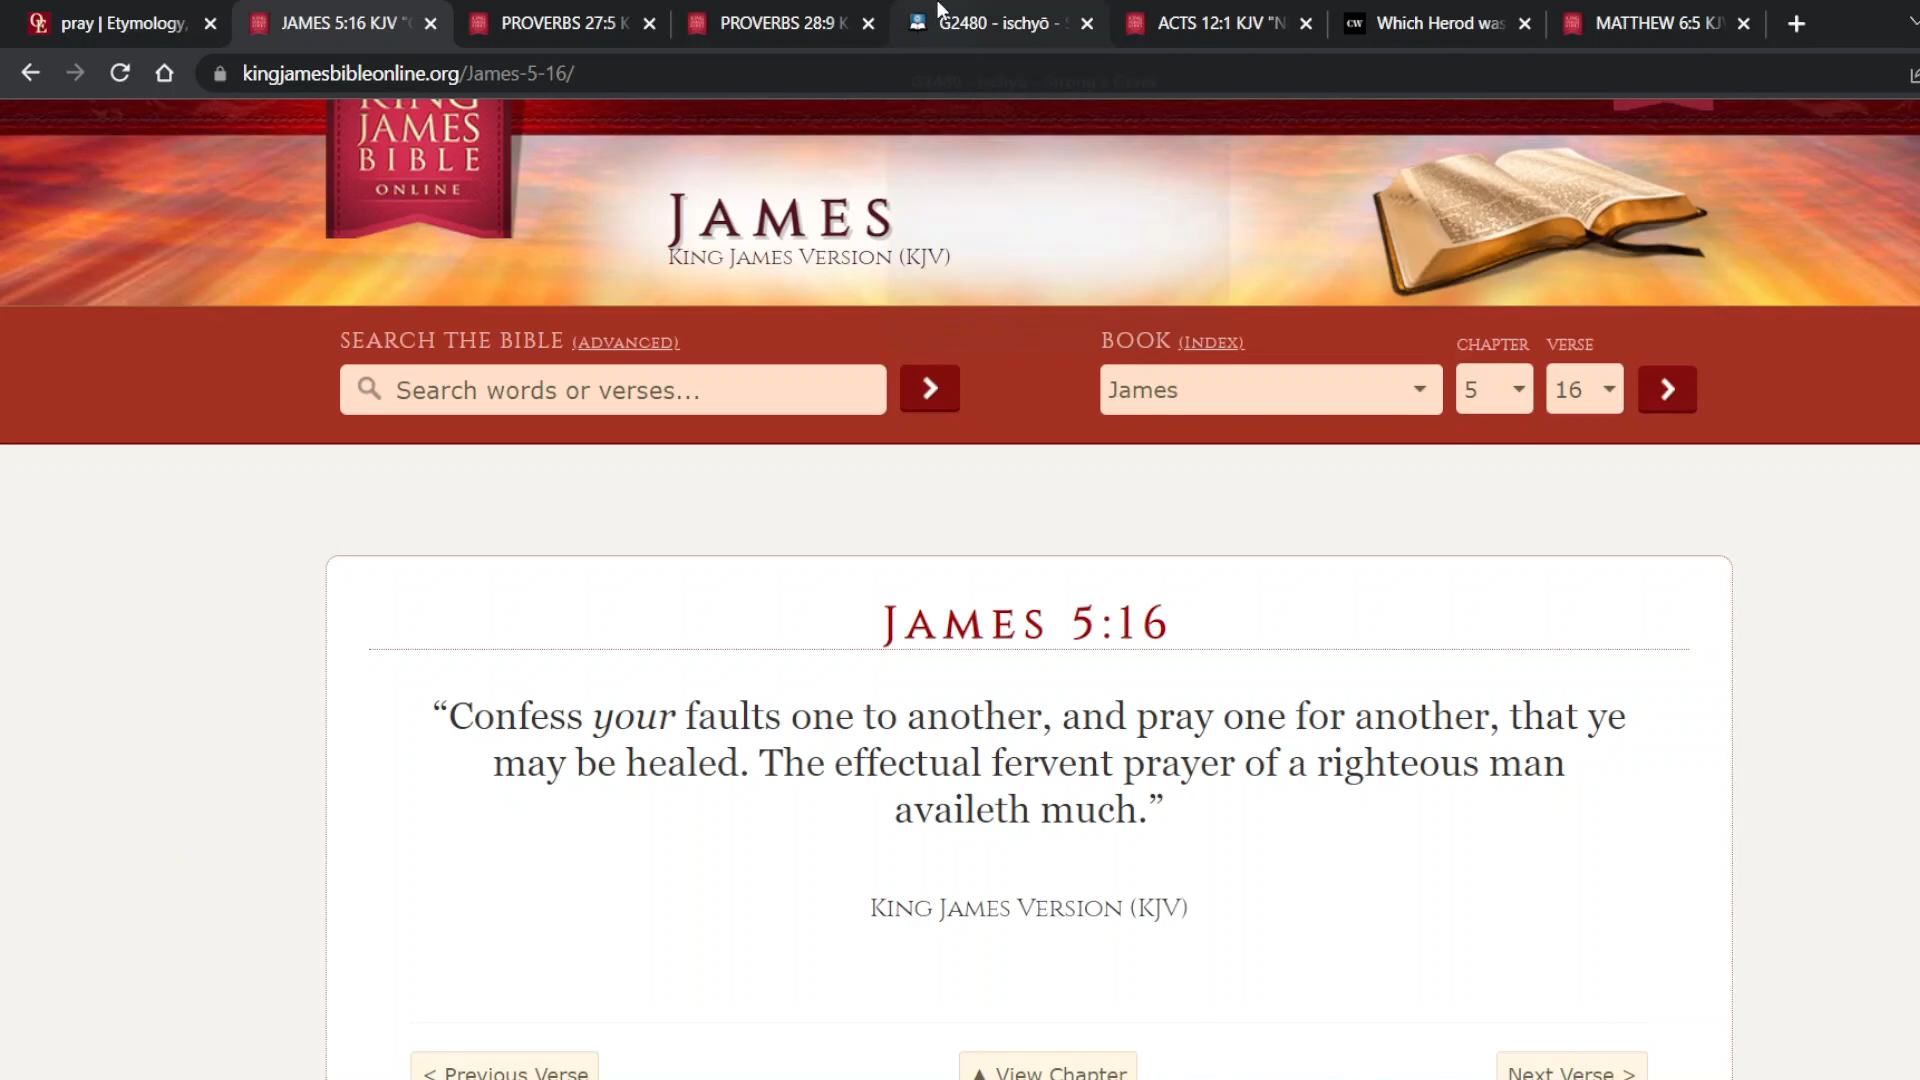 pray | Etymology,
JAMES 5:16 KJV "
PROVERBS 27:5 K
PROVERBS 28:9 K
G2480 - ischyō -
ACTS 12:1 KJV "N
CW Which Herod was
MATTHEW 6:5 KJ
kingjamesbibleonline.org/James-5-16/
KING
JAMES
BIBLE
ONLINE
JAMES
KING JAMES VERSION (KJV)
SEARCH THE BIBLE (ADVANCED)
BOOK (INDEX)
CHAPTER
VERSE
Search words or verses...
James
5
16
JAMES 5:16
“Confess your faults one to another, and pray one for another, that ye
may be healed. The effectual fervent prayer of a righteous man
availeth much.”
KING JAMES VERSION (KJV)
< Previous Verse
▲ View Chapter
Next Verse >